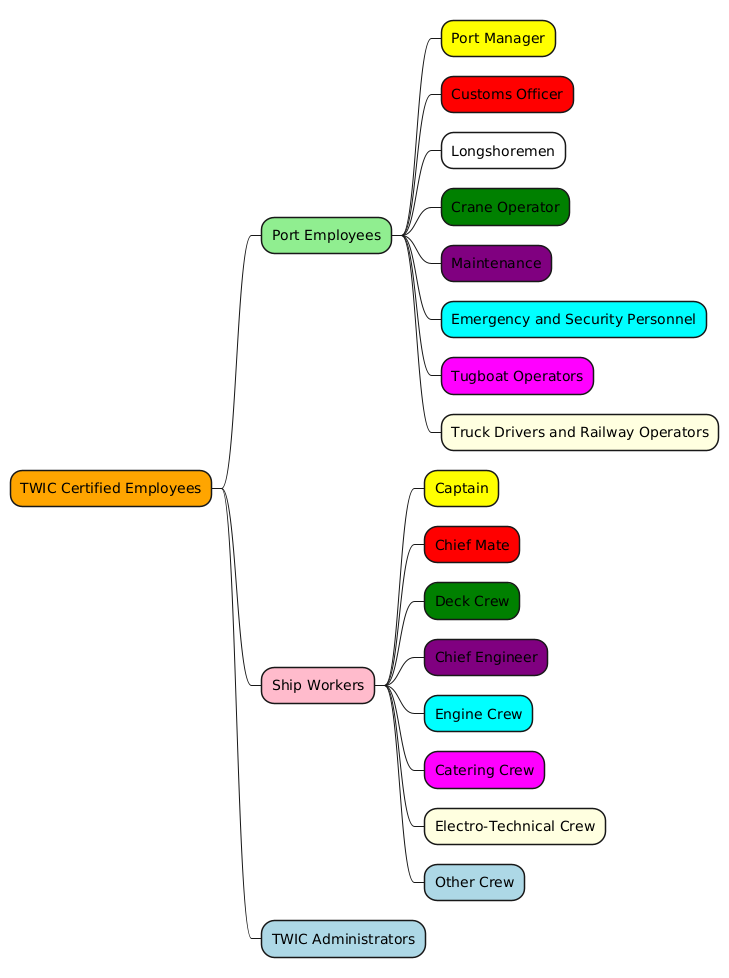 TWIC Certified Employees
Port Employees
Port Manager
Customs Officer
Longshoremen
Crane Operator
Maintenance
Emergency and Security Personnel
Tugboat Operators
Truck Drivers and Railway Operators
Ship Workers
Captain
Chief Mate
Deck Crew
Chief Engineer
Engine Crew
Catering Crew
Electro-Technical Crew
Other Crew
TWIC Administrators